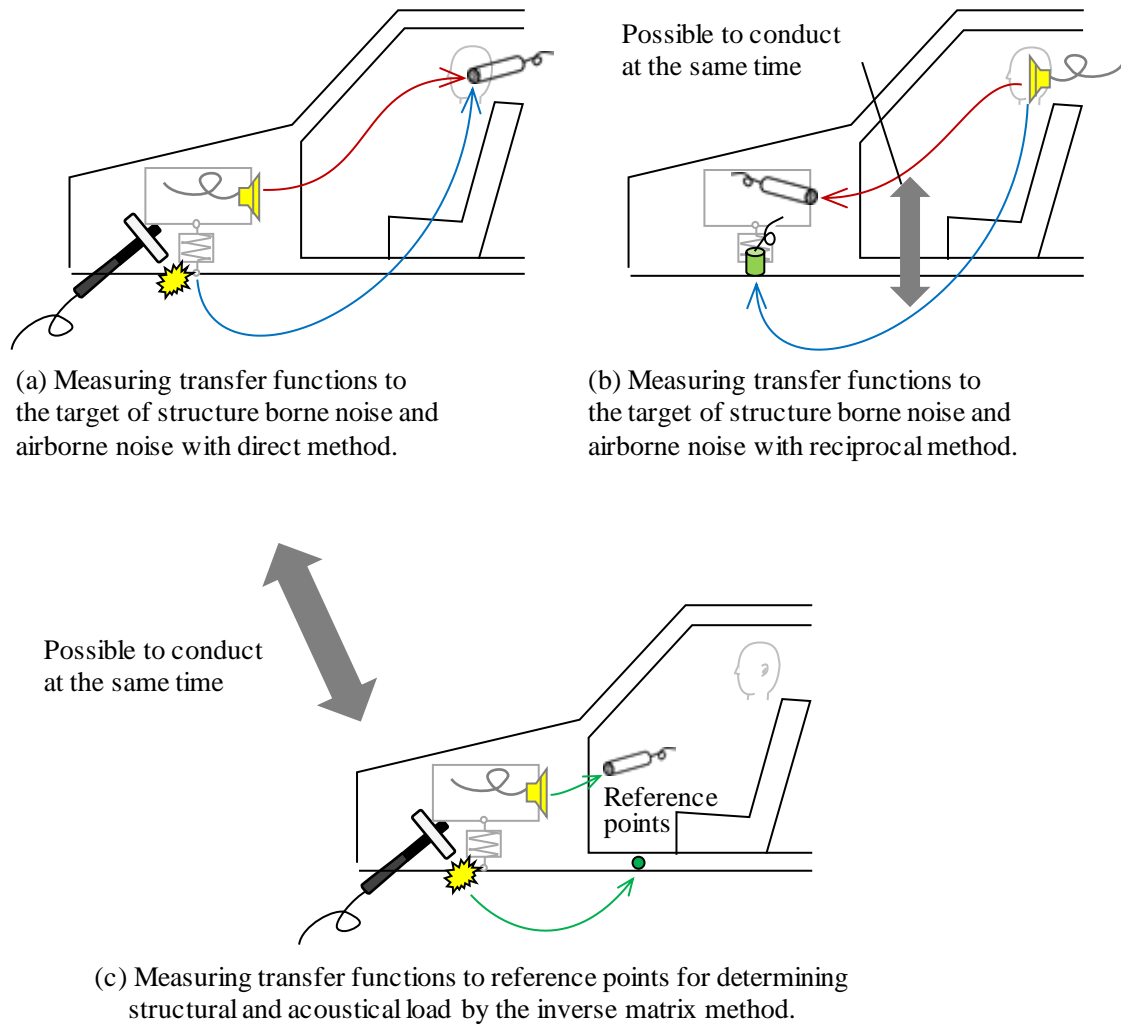 Possible to conduct
at the same time
(a) Measuring transfer functions to
the target of structure borne noise and
airborne noise with direct method.
(b) Measuring transfer functions to
the target of structure borne noise and
airborne noise with reciprocal method.
Possible to conduct
at the same time
Reference
points
(c) Measuring transfer functions to reference points for determining
structural and acoustical load by the inverse matrix method.